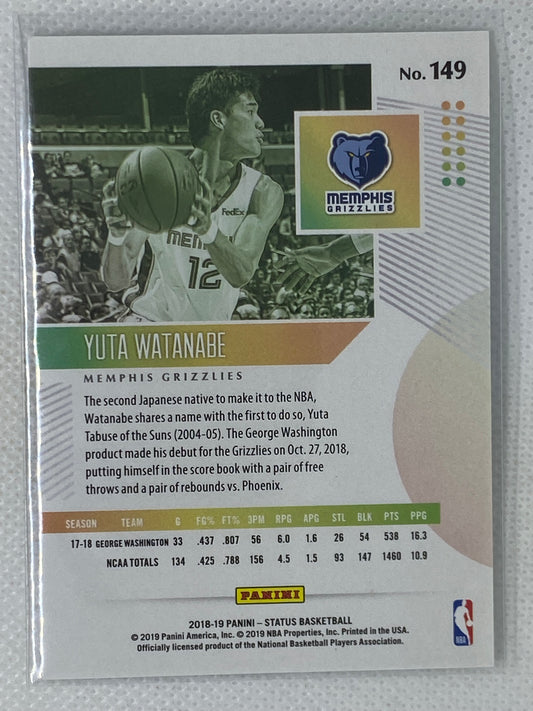 No. 149
MEMPHIS
GRIZZLIES
FedEx
MEM
12
YUTA WATANABE
MEMPHIS GRIZZLIES
The second Japanese native to make it to the NBA,
Watanabe shares a name with the first to do so, Yuta
Tabuse of the Suns (2004-05). The George Washington
product made his debut for the Grizzlies on Oct. 27, 2018,
putting himself in the score book with a pair of free
throws and a pair of rebounds vs. Phoenix.
SEASON TEAM G FG% FT% 3PM RPG APG STL BLK PTS PPG
17-18 GEORGE WASHINGTON 33 .437 .807 56 6.0 1.6 26 54 538 16.3
NCAA TOTALS 134 .425 .788 156 4.5 1.5 93 147 1460 10.9
PANINI
2018-19 PANINI – STATUS BASKETBALL
© 2019 Panini America, Inc. © 2019 NBA Properties, Inc. Printed in the USA.
Officially licensed product of the National Basketball Players Association.
NBA